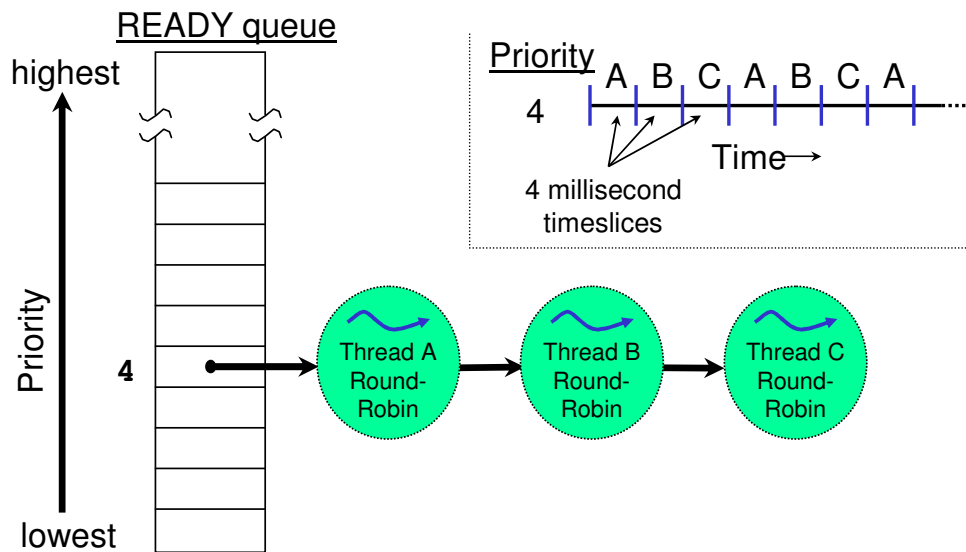 READY queue
highest
Priority
4
lowest
Priority
A B C A B C A
4
Time
4 millisecond
timeslices
Thread A
Round-
Robin
Thread B
Round-
Robin
Thread C
Round-
Robin